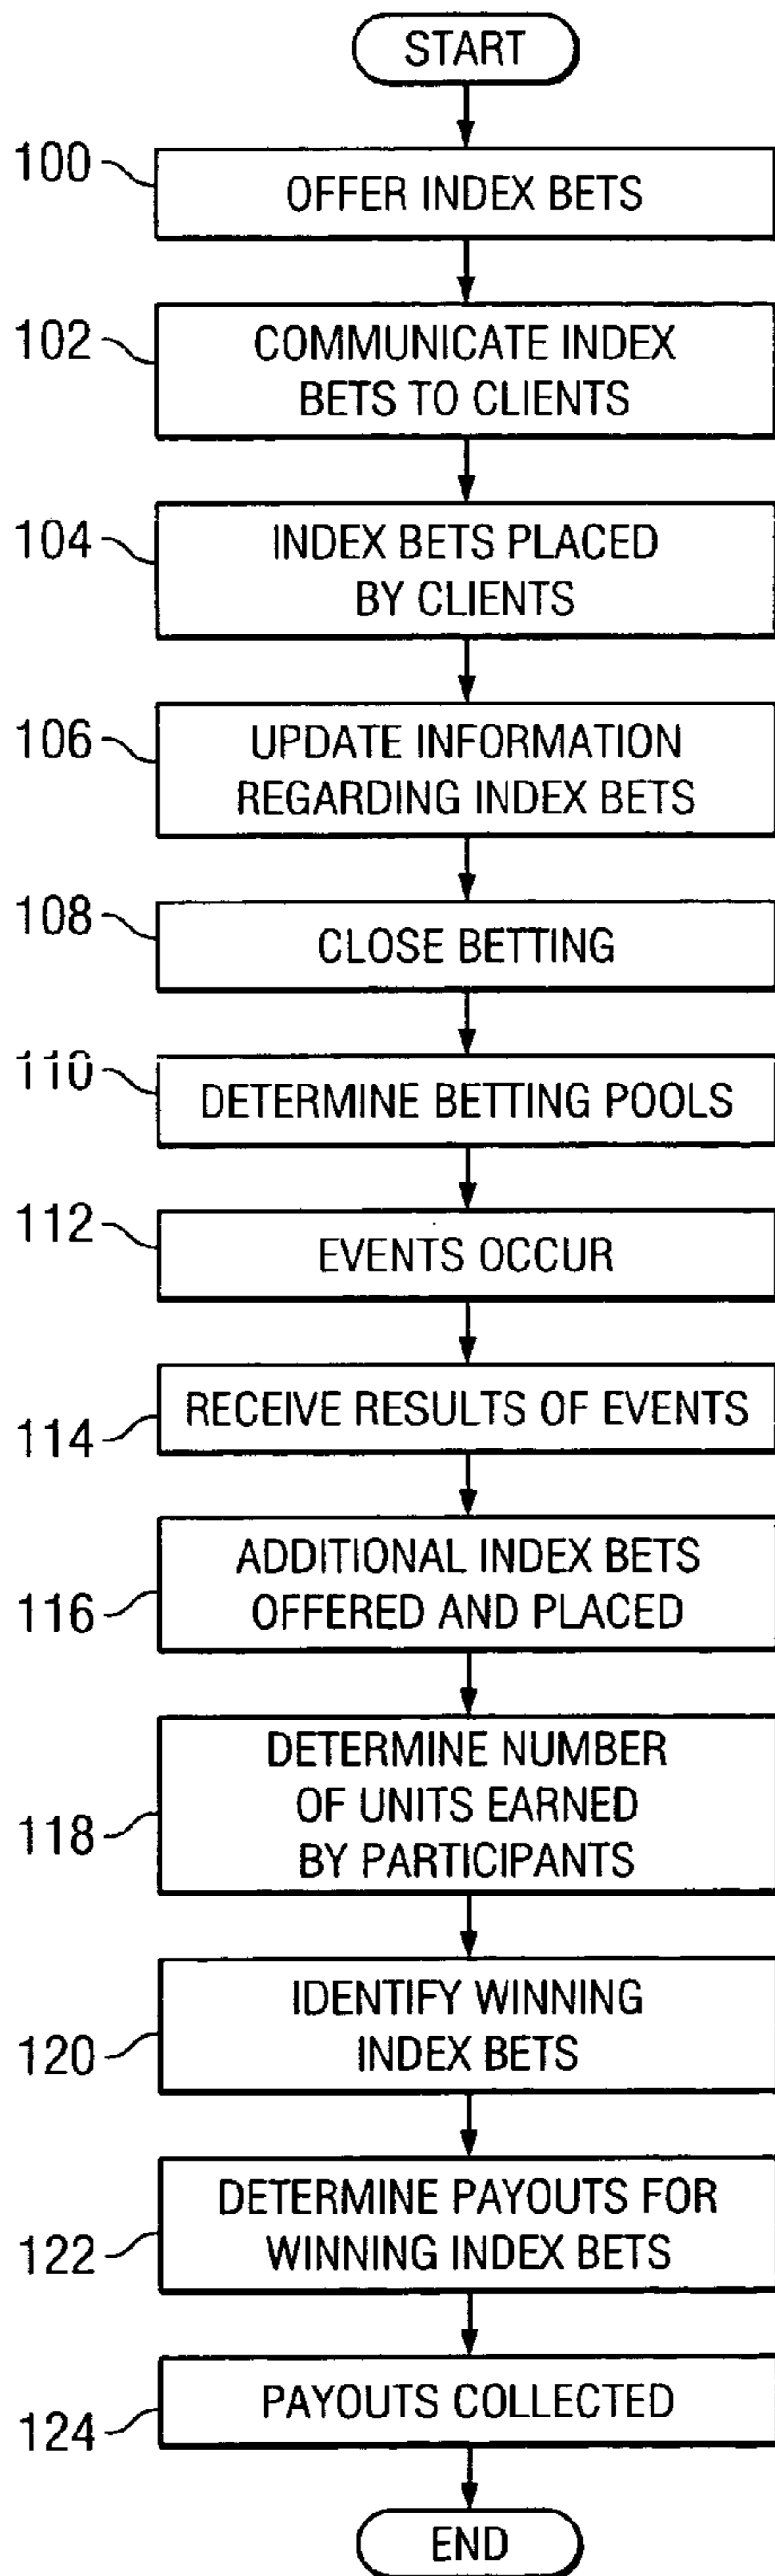 START
100
OFFER INDEX BETS
102
COMMUNICATE INDEX
BETS TO CLIENTS
104
INDEX BETS PLACED
BY CLIENTS
106
UPDATE INFORMATION
REGARDING INDEX BETS
108
CLOSE BETTING
110
DETERMINE BETTING POOLS
112
EVENTS OCCUR
114
RECEIVE RESULTS OF EVENTS
116
ADDITIONAL INDEX BETS
OFFERED AND PLACED
118
DETERMINE NUMBER
OF UNITS EARNED
BY PARTICIPANTS
120
IDENTIFY WINNING
INDEX BETS
122
DETERMINE PAYOUTS FOR
WINNING INDEX BETS
124
PAYOUTS COLLECTED
END